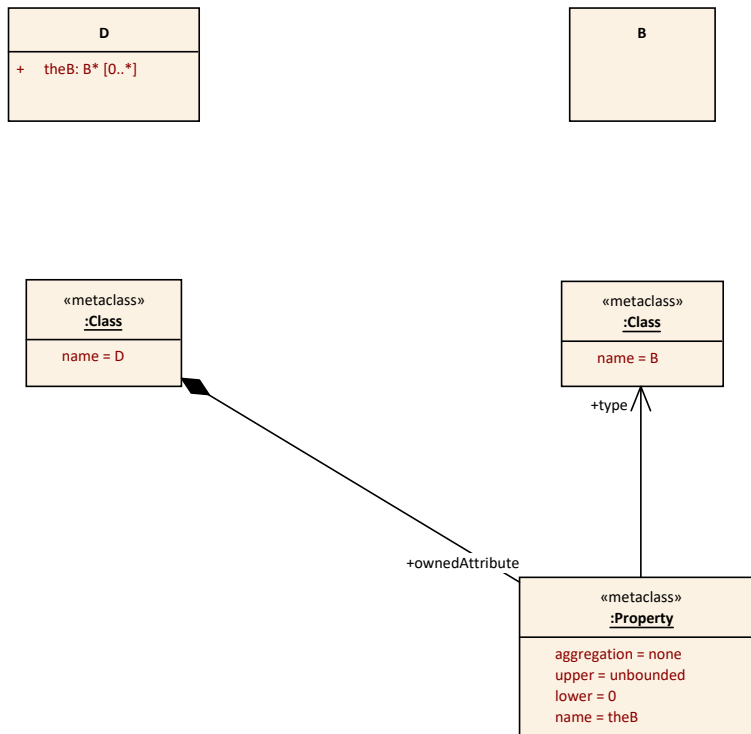 D
+ theB: B* [0..*]
B
«metaclass»
:Class
name = D
«metaclass»
:Class
name = B
+type
+ownedAttribute
«metaclass»
:Property
aggregation = none
upper = unbounded
lower = 0
name = theB